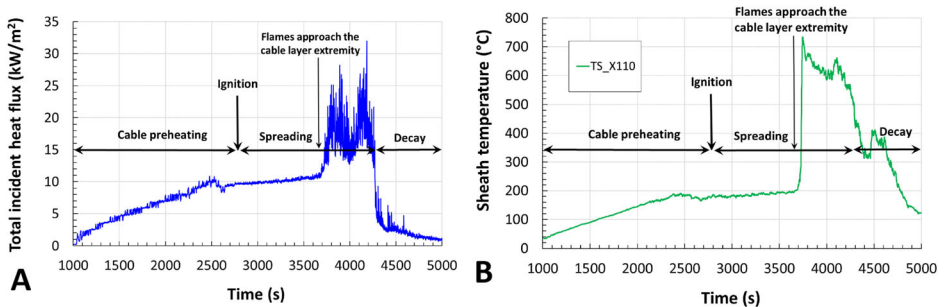 Flames approach the
cable layer extremity
Ignition
Cable preheating
Spreading
Decay
Total incident heat flux (kW/m²)
35
30
25
20
15
10
5
0
1000 1500 2000 2500 3000 3500 4000 4500 5000
Time (s)
A
Flames approach the
cable layer extremity
TS_X110
Ignition
Cable preheating
Spreading
Decay
Sheath temperature (°C)
800
700
600
500
400
300
200
100
0
1000 1500 2000 2500 3000 3500 4000 4500 5000
Time (s)
B